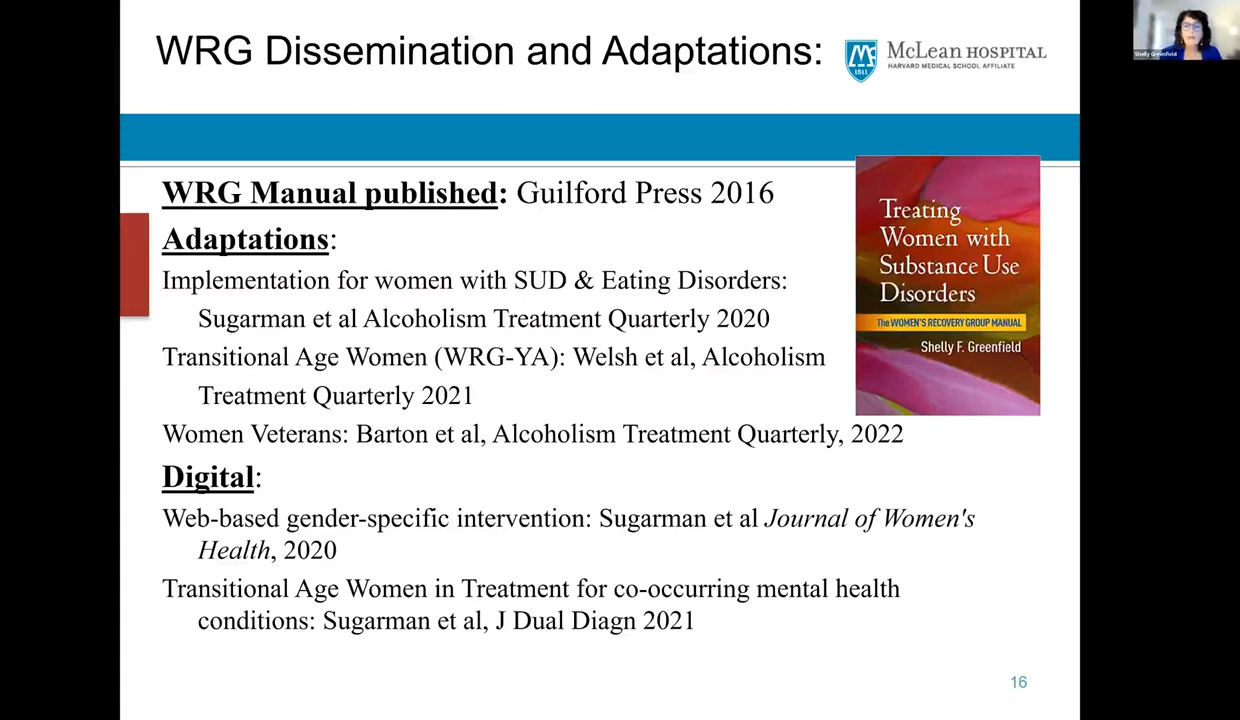 WRG Dissemination and Adaptations:
McLEAN HOSPITAL
HARVARD MEDICAL SCHOOL AFFILIATE
1811
Shelly Greenfield
WRG Manual published: Guilford Press 2016
Adaptations:
Implementation for women with SUD & Eating Disorders:
Sugarman et al Alcoholism Treatment Quarterly 2020
Transitional Age Women (WRG-YA): Welsh et al, Alcoholism
Treatment Quarterly 2021
Women Veterans: Barton et al, Alcoholism Treatment Quarterly, 2022
Digital:
Web-based gender-specific intervention: Sugarman et al Journal of Women's
Health, 2020
Transitional Age Women in Treatment for co-occurring mental health
conditions: Sugarman et al, J Dual Diagn 2021
Treating
Women with
Substance Use
Disorders
The WOMEN'S RECOVERY GROUP MANUAL
Shelly F. Greenfield
16